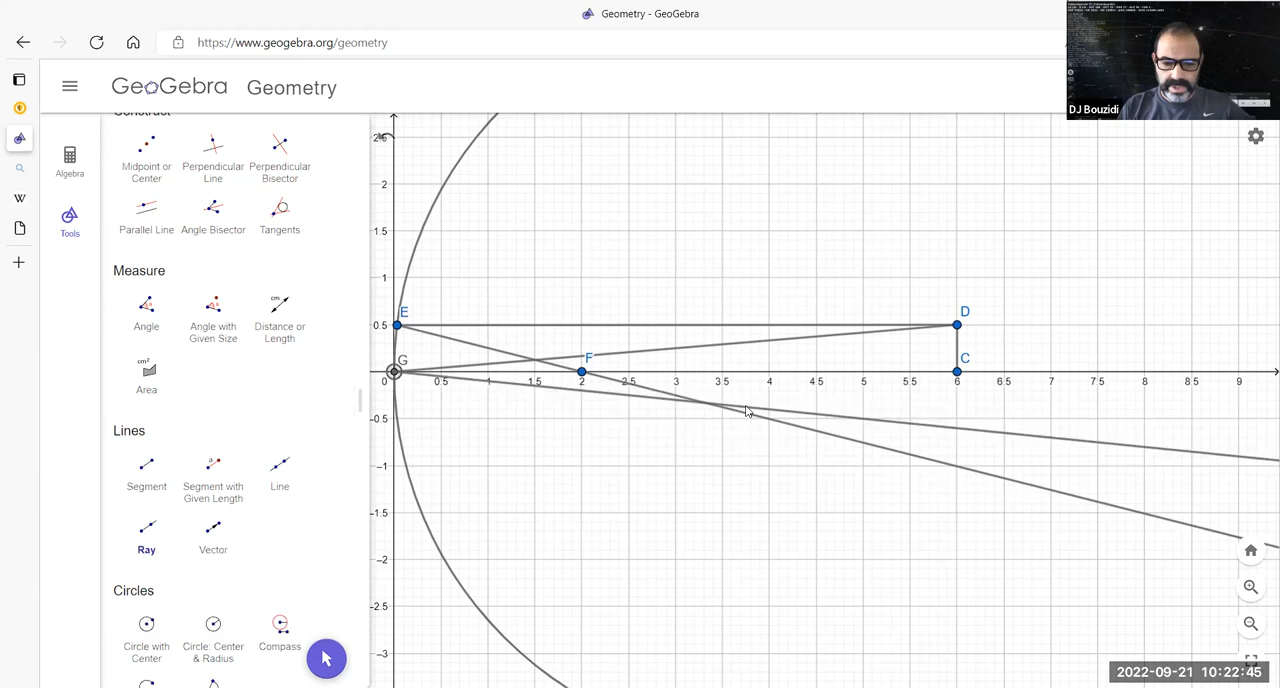 Geometry - GeoGebra
https://www.geogebra.org/geometry
GeoGebra Geometry
DJ Bouzidi
Algebra
Tools
Construct
Midpoint or Center
Perpendicular Line
Perpendicular Bisector
Parallel Line
Angle Bisector
Tangents
Measure
Angle
Angle with Given Size
cm
Distance or Length
cm²
Area
Lines
Segment
Segment with Given Length
Line
Ray
Vector
Circles
Circle with Center
Circle: Center & Radius
Compass
2.5
2
1.5
1
0.5
0
-0.5
-1
-1.5
-2
-2.5
-3
0.5 1 1.5 2 2.5 3 3.5 4 4.5 5 5.5 6 6.5 7 7.5 8 8.5 9
E
D
G
F
C
2022-09-21 10:22:45